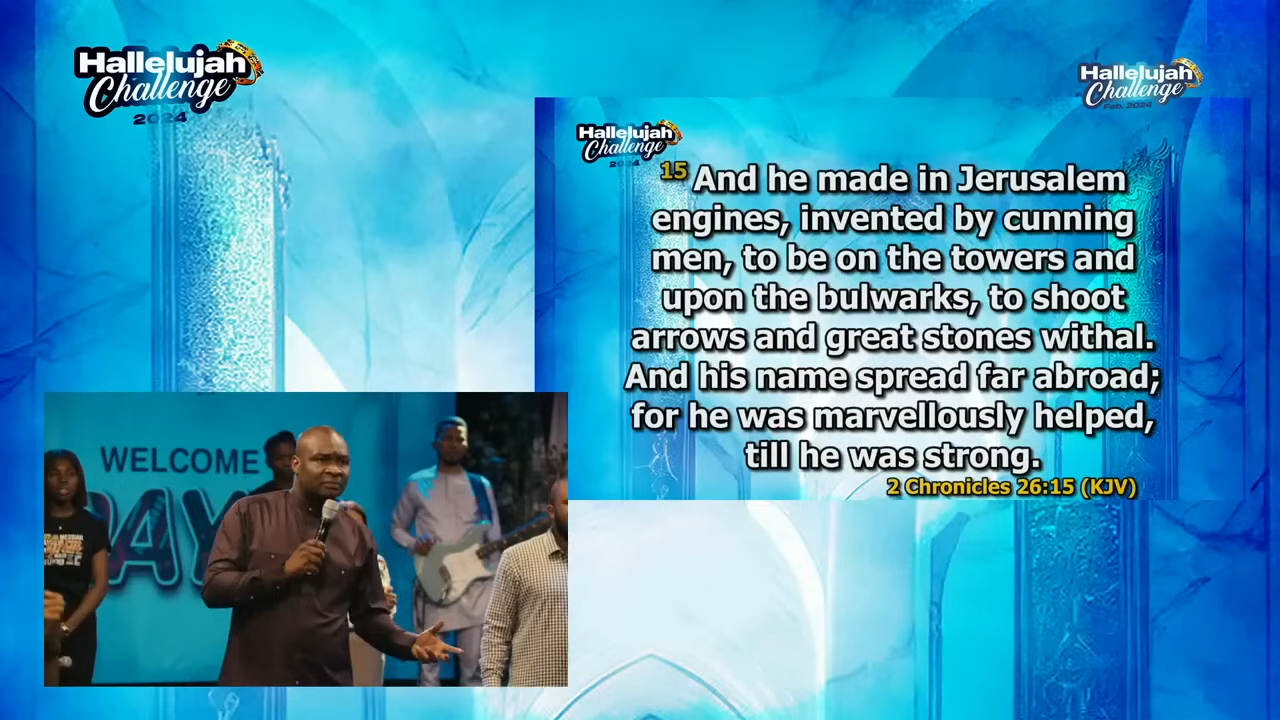 Hallelujah
Challenge
2024
Hallelujah
Challenge
Feb. 2024
Hallelujah
Challenge
2024
15 And he made in Jerusalem
engines, invented by cunning
men, to be on the towers and
upon the bulwarks, to shoot
arrows and great stones withal.
And his name spread far abroad;
for he was marvellously helped,
till he was strong.
2 Chronicles 26:15 (KJV)
WELCOME
DAY